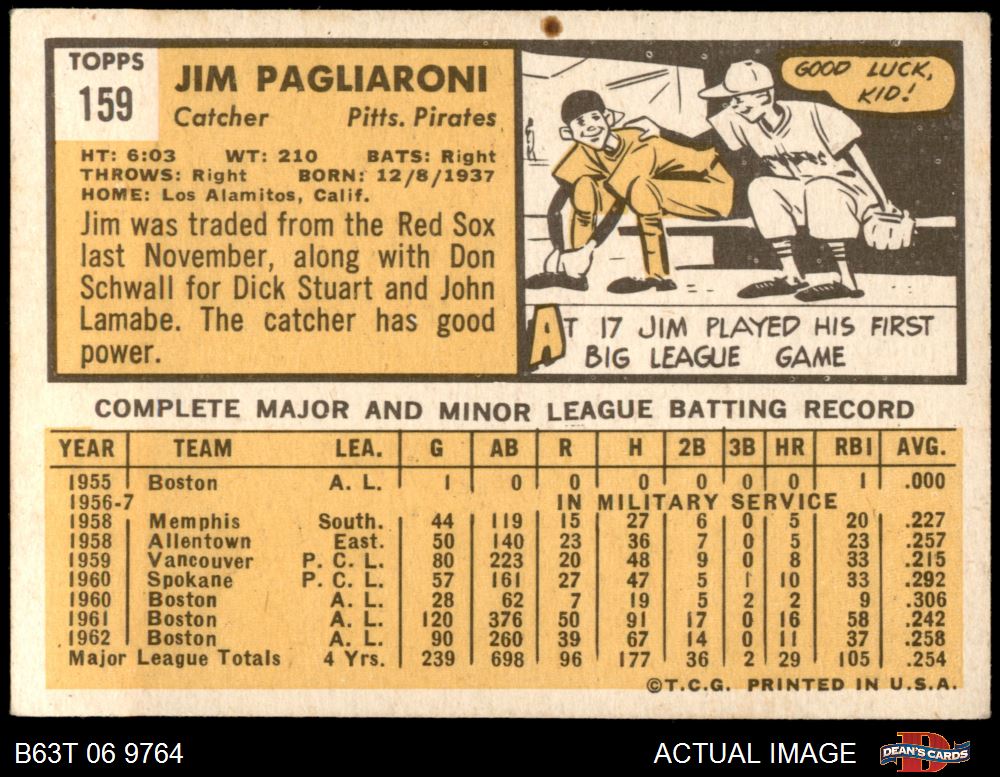 TOPPS
159
JIM PAGLIARONI
Catcher Pitts. Pirates
HT: 6:03 WT: 210 BATS: Right
THROWS: Right BORN: 12/8/1937
HOME: Los Alamitos, Calif.
Jim was traded from the Red Sox
last November, along with Don
Schwall for Dick Stuart and John
Lamabe. The catcher has good
power.
GOOD LUCK,
KID!
AT 17 JIM PLAYED HIS FIRST
BIG LEAGUE GAME
COMPLETE MAJOR AND MINOR LEAGUE BATTING RECORD
YEAR TEAM LEA. G AB R H 2B 3B HR RBI AVG.
1955 Boston A. L. 1 0 0 0 0 0 0 1 .000
1956-7 IN MILITARY SERVICE
1958 Memphis South. 44 119 15 27 6 0 5 20 .227
1958 Allentown East. 50 140 23 36 7 0 5 23 .257
1959 Vancouver P. C. L. 80 223 20 48 9 0 8 33 .215
1960 Spokane P. C. L. 57 161 27 47 5 1 10 33 .292
1960 Boston A. L. 28 62 7 19 5 2 2 9 .306
1961 Boston A. L. 120 376 50 91 17 0 16 58 .242
1962 Boston A. L. 90 260 39 67 14 0 11 37 .258
Major League Totals 4 Yrs. 239 698 96 177 36 2 29 105 .254
©T.C.G. PRINTED IN U.S.A.
B63T 06 9764 ACTUAL IMAGE
DEAN'S CARDS